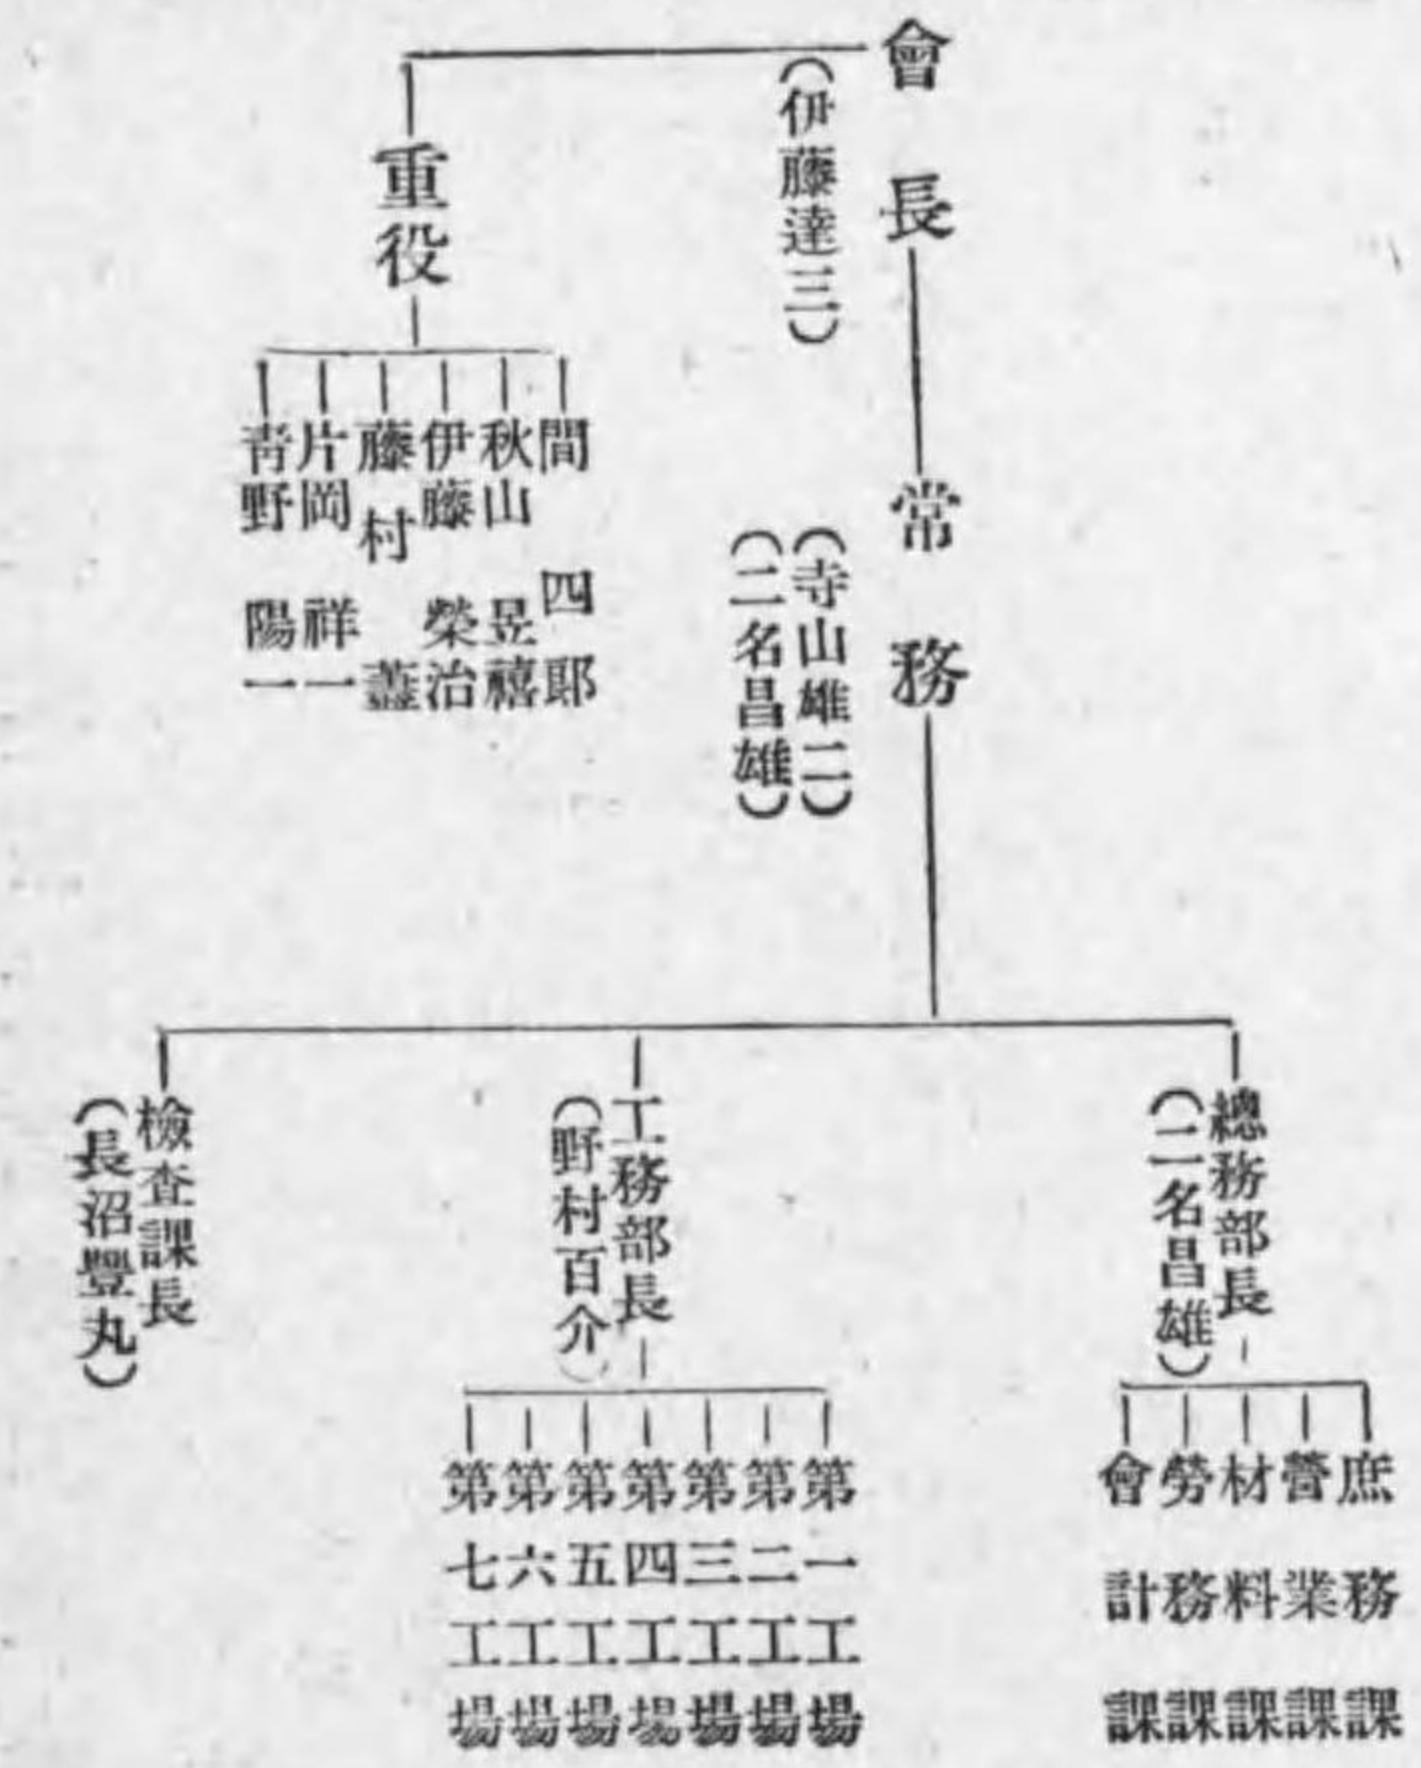 會長
(伊藤達三)
常務
(寺山雄二)
(二名昌雄)
重役
間四郎
秋山昱禧
伊藤榮治
藤村藎
片岡祥一
靑野陽一
總務部長
(二名昌雄)
庶務課
營業課
材料課
勞務課
會計課
工務部長
(野村百介)
第一工場
第二工場
第三工場
第四工場
第五工場
第六工場
第七工場
檢査課長
(長沼豐丸)